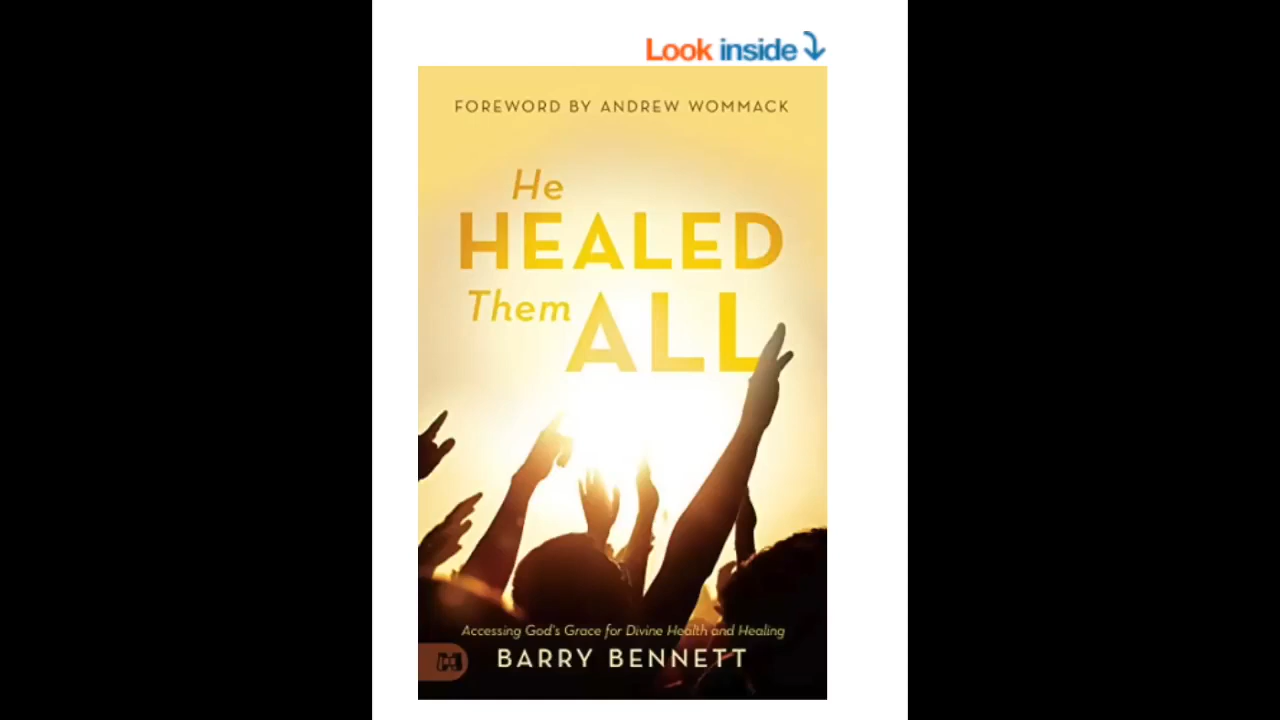 Look inside
FOREWORD BY ANDREW WOMMACK
He
HEALED
Them
ALL
Accessing God's Grace for Divine Health and Healing
BARRY BENNETT